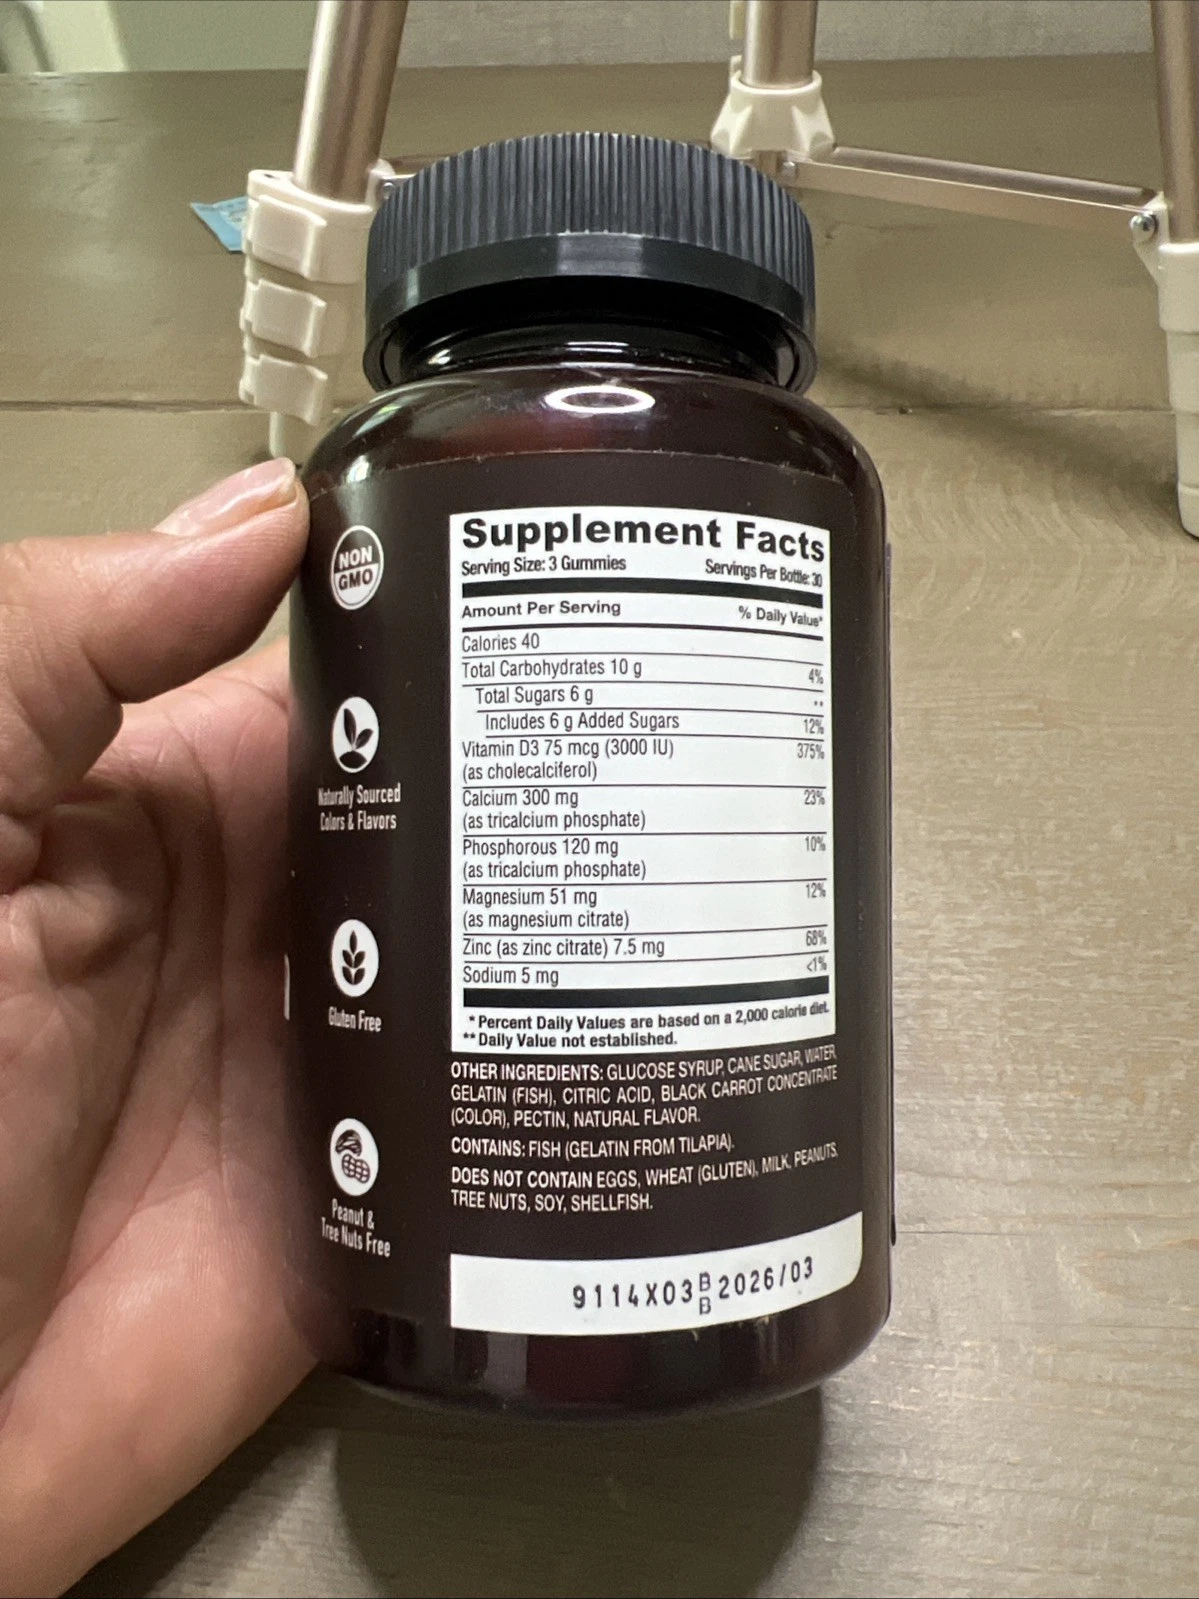 NON
GMO
Naturally Sourced
Colors & Flavors
Gluten Free
Peanut &
Tree Nuts Free
Supplement Facts
Serving Size: 3 Gummies Servings Per Bottle: 30
Amount Per Serving % Daily Value*
Calories 40
Total Carbohydrates 10 g 4%
Total Sugars 6 g **
Includes 6 g Added Sugars 12%
Vitamin D3 75 mcg (3000 IU) 375%
(as cholecalciferol)
Calcium 300 mg 23%
(as tricalcium phosphate)
Phosphorous 120 mg 10%
(as tricalcium phosphate)
Magnesium 51 mg 12%
(as magnesium citrate)
Zinc (as zinc citrate) 7.5 mg 68%
Sodium 5 mg <1%
* Percent Daily Values are based on a 2,000 calorie diet.
** Daily Value not established.
OTHER INGREDIENTS: GLUCOSE SYRUP, CANE SUGAR, WATER,
GELATIN (FISH), CITRIC ACID, BLACK CARROT CONCENTRATE
(COLOR), PECTIN, NATURAL FLAVOR.
CONTAINS: FISH (GELATIN FROM TILAPIA).
DOES NOT CONTAIN EGGS, WHEAT (GLUTEN), MILK, PEANUTS,
TREE NUTS, SOY, SHELLFISH.
9114X03 B B 2026/03